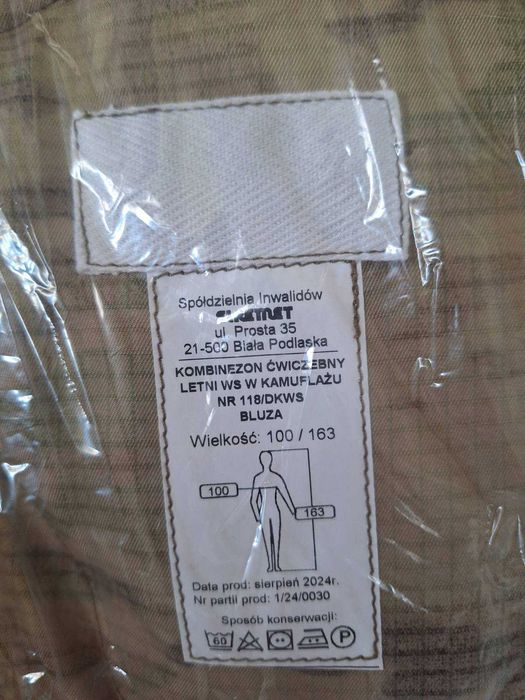 Spółdzielnia Inwalidów
ul. Prosta 35
21-500 Biała Podlaska
KOMBINEZON ĆWICZEBNY
LETNI WS W KAMUFLAŻU
NR 118/DKWS
BLUZA
Wielkość: 100 / 163
100
163
Data prod: sierpień 2024r.
Nr partii prod: 1/24/0030
Sposób konserwacji:
60 P